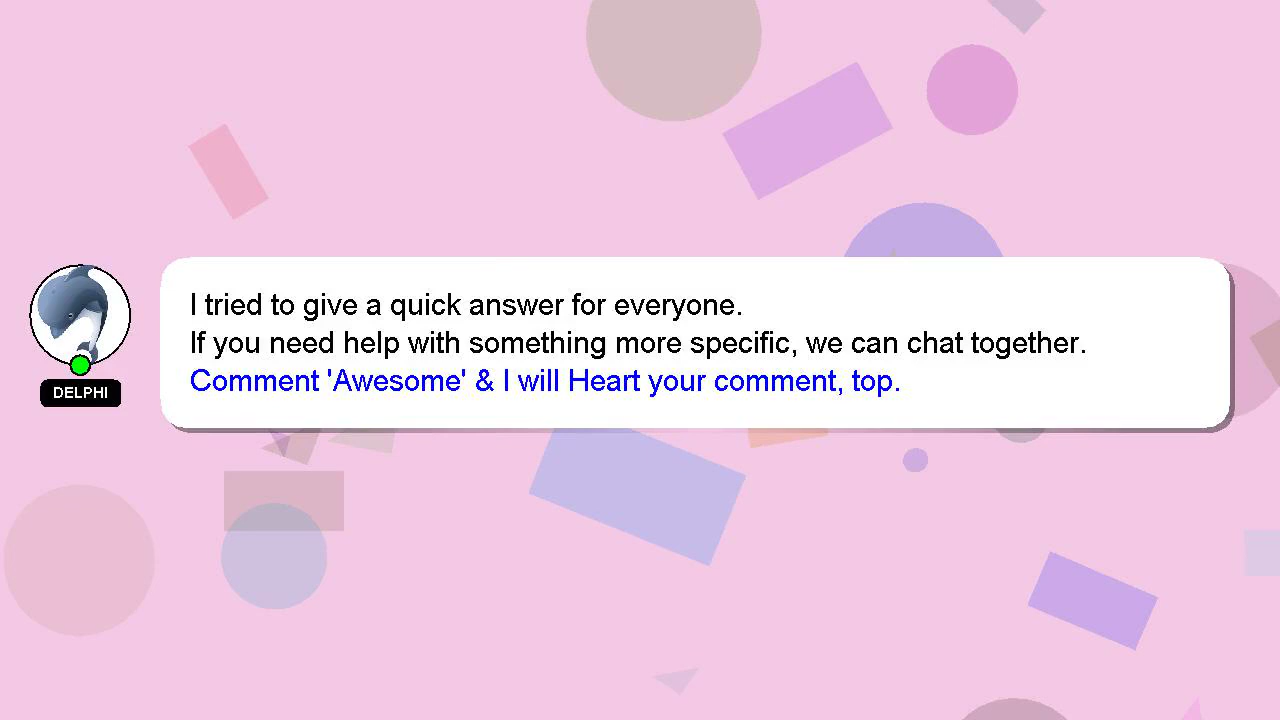 I tried to give a quick answer for everyone.
If you need help with something more specific, we can chat together.
Comment 'Awesome' & I will Heart your comment, top.
DELPHI